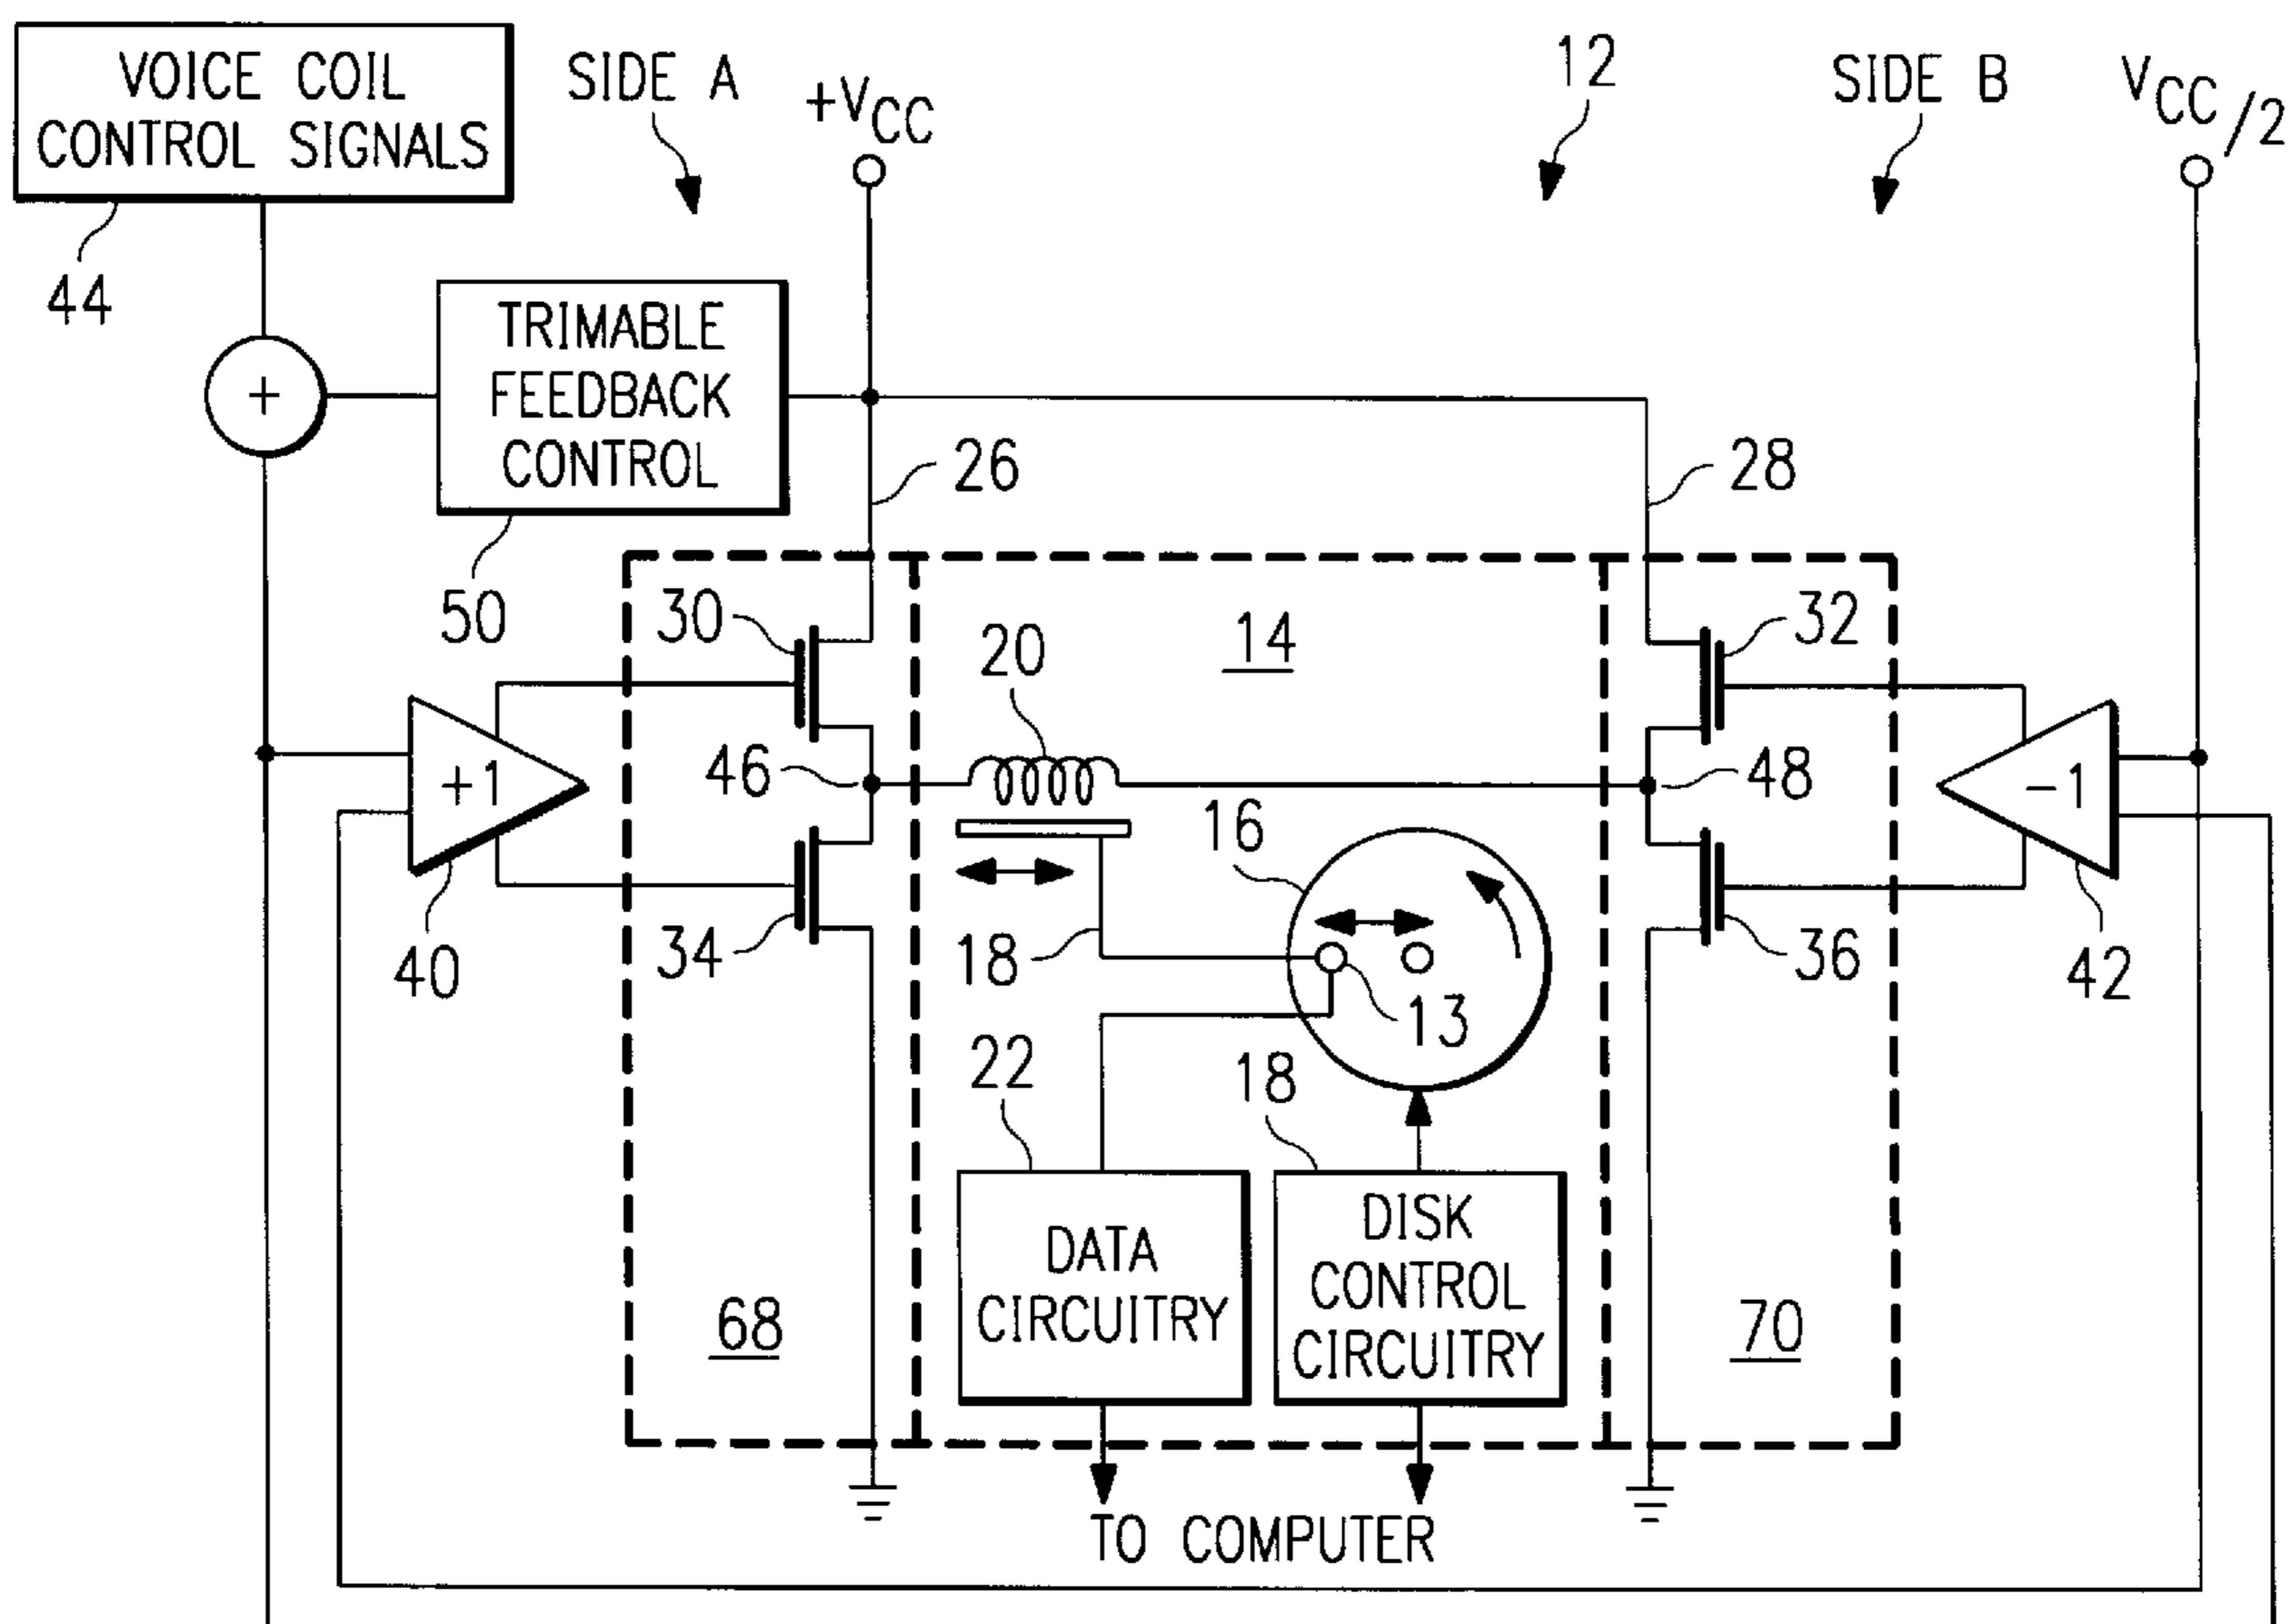 VOICE COIL
CONTROL SIGNALS
SIDE A
+VCC
12
SIDE B
VCC/2
44
TRIMABLE
FEEDBACK
CONTROL
+
26
28
50
30
14
32
20
+1
46
48
-1
16
40
34
18
13
36
42
22
18
DATA
CIRCUITRY
DISK
CONTROL
CIRCUITRY
68
70
TO COMPUTER